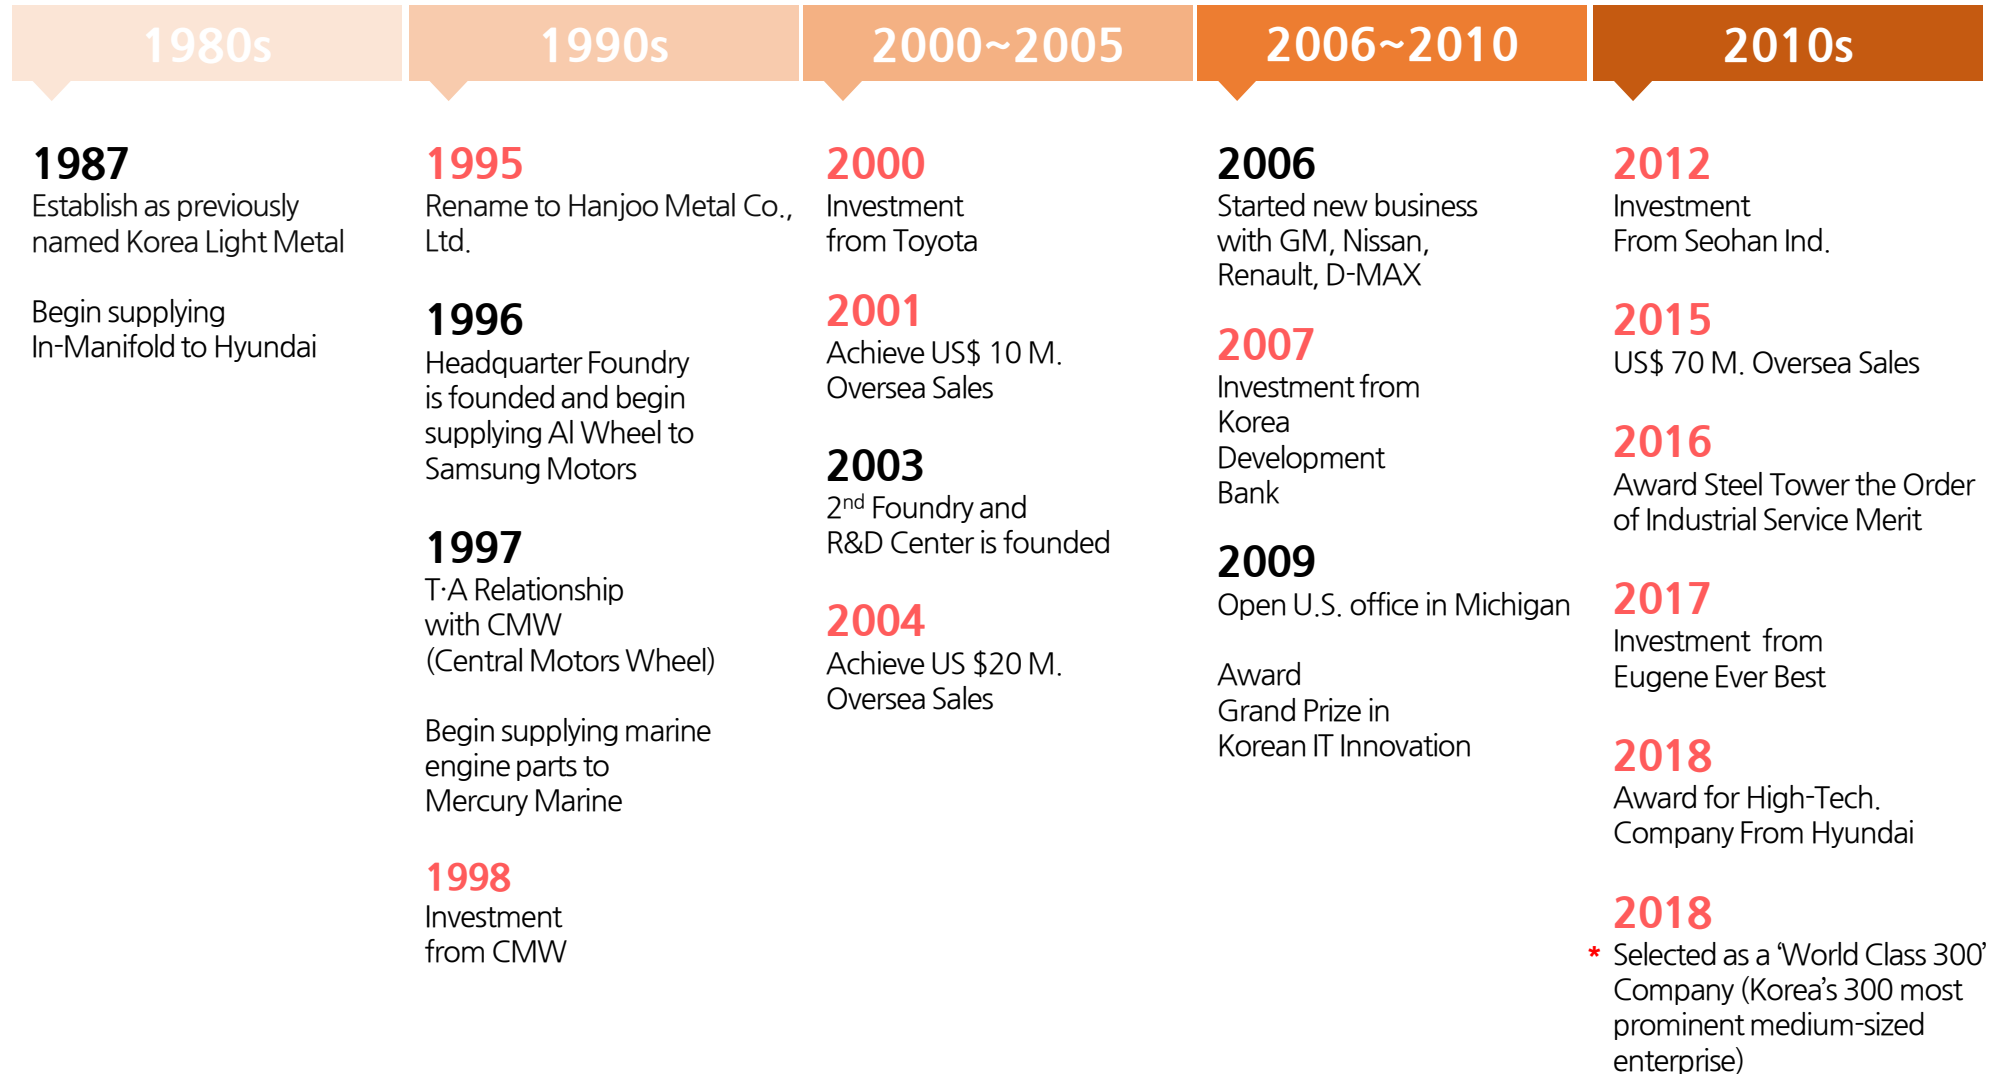 1980s
1987
Establish as previously
named Korea Light Metal
Begin supplying
In-Manifold to Hyundai
1990s
1995
Rename to Hanjoo Metal Co.,
Ltd.
1996
Headquarter Foundry
is founded and begin
supplying Al Wheel to
Samsung Motors
1997
T·A Relationship
with CMW
(Central Motors Wheel)
Begin supplying marine
engine parts to
Mercury Marine
1998
Investment
from CMW
2000~2005
2000
Investment
from Toyota
2001
Achieve US$ 10 M.
Oversea Sales
2003
2nd Foundry and
R&D Center is founded
2004
Achieve US $20 M.
Oversea Sales
2006~2010
2006
Started new business
with GM, Nissan,
Renault, D-MAX
2007
Investment from
Korea
Development
Bank
2009
Open U.S. office in Michigan
Award
Grand Prize in
Korean IT Innovation
2010s
2012
Investment
From Seohan Ind.
2015
US$ 70 M. Oversea Sales
2016
Award Steel Tower the Order
of Industrial Service Merit
2017
Investment  from
Eugene Ever Best
2018
Award for High-Tech.
Company From Hyundai
2018
* Selected as a ‘World Class 300’
Company (Korea’s 300 most
prominent medium-sized
enterprise)